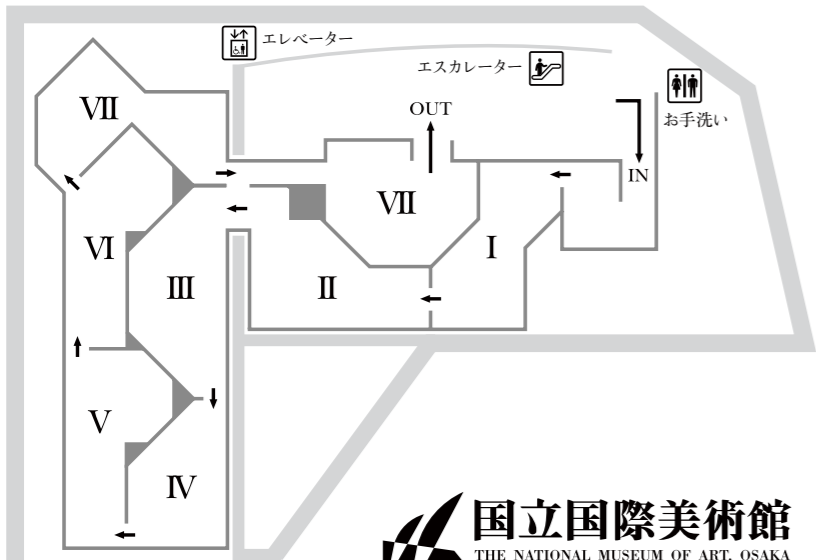 エレベーター
エスカレーター
お手洗い
OUT
IN
VII
VII
I
VI
III
II
V
IV
国立国際美術館
THE NATIONAL MUSEUM OF ART, OSAKA